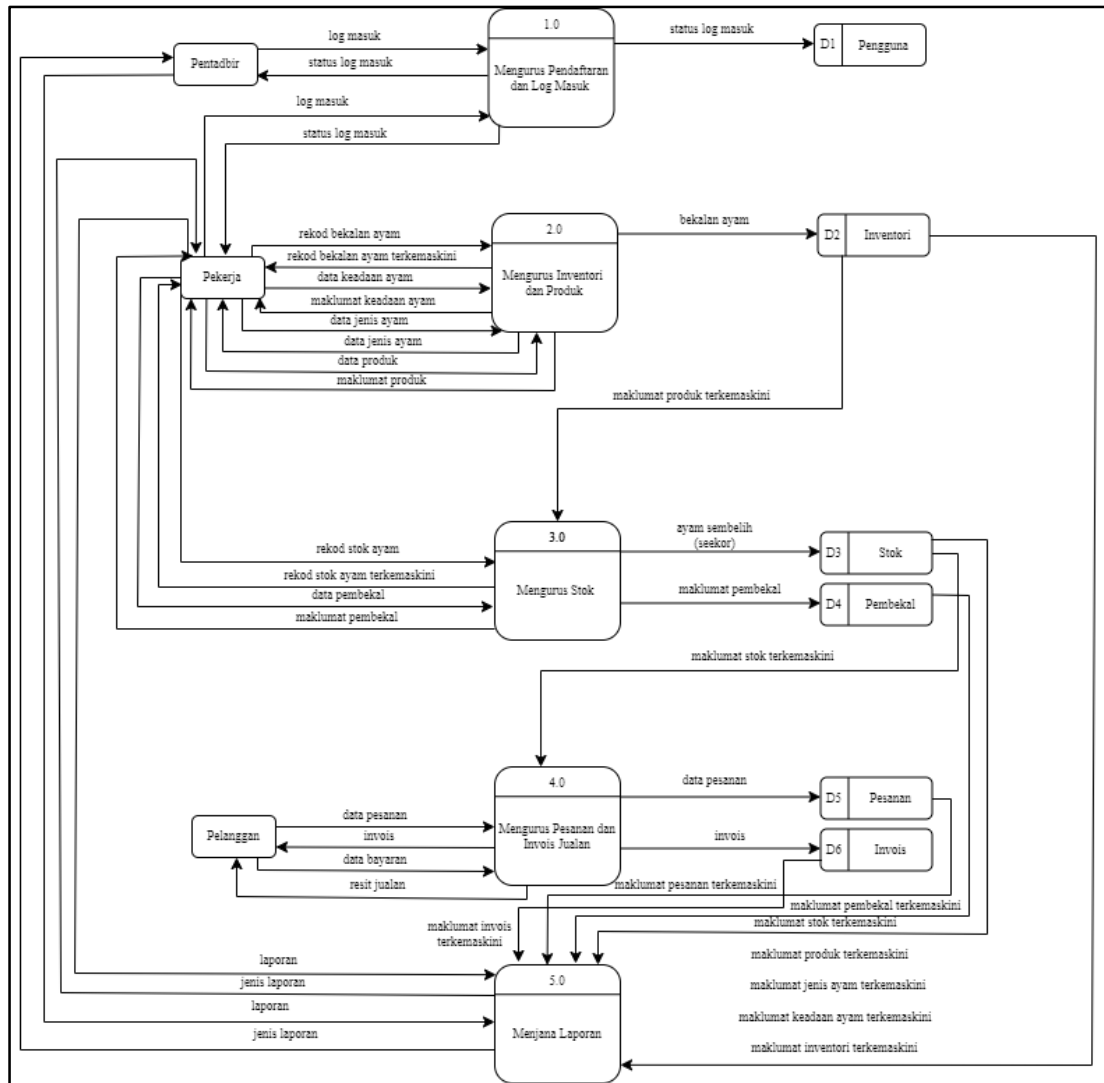 log masuk
1.0
status log masuk
D1
Pengguna
Pentadbir
status log masuk
Mengurus Pendaftaran
dan Log Masuk
log masuk
status log masuk
rekod bekalan ayam
2.0
bekalan ayam
D2
Inventori
rekod bekalan ayam terkemaskini
Pekerja
data keadaan ayam
Mengurus Inventori
dan Produk
maklumat keadaan ayam
data jenis ayam
data jenis ayam
data produk
maklumat produk
maklumat produk terkemaskini
3.0
ayam sembelih
(seekor)
rekod stok ayam
D3
Stok
rekod stok ayam terkemaskini
Mengurus Stok
data pembekal
maklumat pembekal
D4
Pembekal
maklumat pembekal
maklumat stok terkemaskini
4.0
data pesanan
D5
Pesanan
data pesanan
Pelanggan
Mengurus Pesanan dan
Invois Jualan
invois
invois
D6
Invois
data bayaran
resit jualan
maklumat pesanan terkemaskini
maklumat pembekal terkemaskini
maklumat invois
terkemaskini
maklumat stok terkemaskini
maklumat produk terkemaskini
laporan
5.0
jenis laporan
maklumat jenis ayam terkemaskini
laporan
maklumat keadaan ayam terkemaskini
jenis laporan
Menjana Laporan
maklumat inventori terkemaskini